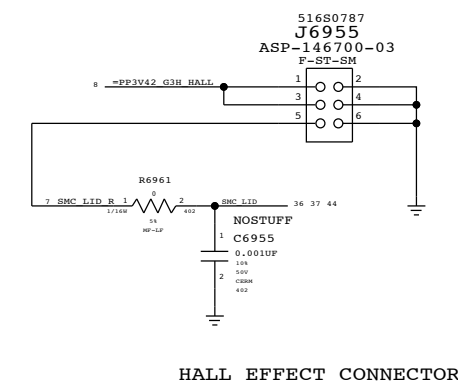 516S0787
J6955
ASP-146700-03
F-ST-SM
8 =PP3V42_G3H_HALL 1 2
3 4
5 6
R6961
0
7 SMC_LID_R 1 2 SMC_LID 36 37 44
1/16W 402
5%
MF-LF
NOSTUFF
1 C6955
0.001UF
10%
50V
2 CERM
402
HALL EFFECT CONNECTOR